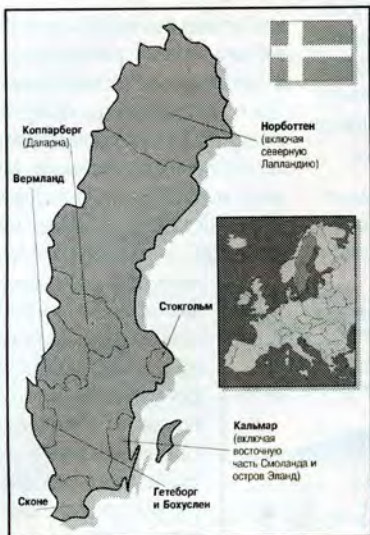 Коппарберг
(Даларна)
Вермланд
Норботтен
(включая
северную
Лапландию)
Стокгольм
Кальмар
(включая
восточную
часть Смоланда и
остров Эланд)
Гетеборг
и Бохуслен
Сконе